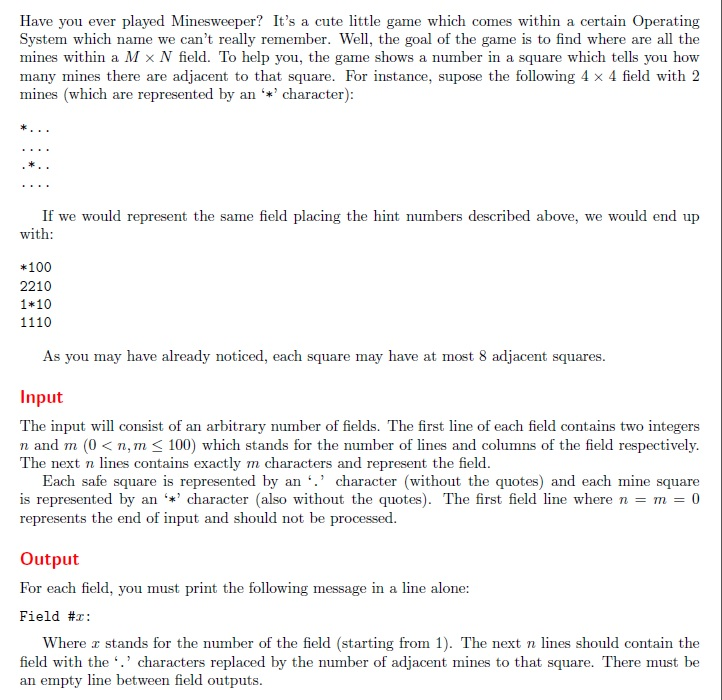 Have you ever played Minesweeper? It's a cute little game which comes within a certain Operating
System which name we can't really remember. Well, the goal of the game is to find where are all the
mines within a M × N field. To help you, the game shows a number in a square which tells you how
many mines there are adjacent to that square. For instance, supose the following 4 × 4 field with 2
mines (which are represented by an ‘*’ character):
*...
....
.*..
....
If we would represent the same field placing the hint numbers described above, we would end up
with:
*100
2210
1*10
1110
As you may have already noticed, each square may have at most 8 adjacent squares.
Input
The input will consist of an arbitrary number of fields. The first line of each field contains two integers
n and m (0 < n, m ≤ 100) which stands for the number of lines and columns of the field respectively.
The next n lines contains exactly m characters and represent the field.
Each safe square is represented by an ‘.’ character (without the quotes) and each mine square
is represented by an ‘*’ character (also without the quotes). The first field line where n = m = 0
represents the end of input and should not be processed.
Output
For each field, you must print the following message in a line alone:
Field #x:
Where x stands for the number of the field (starting from 1). The next n lines should contain the
field with the ‘.’ characters replaced by the number of adjacent mines to that square. There must be
an empty line between field outputs.